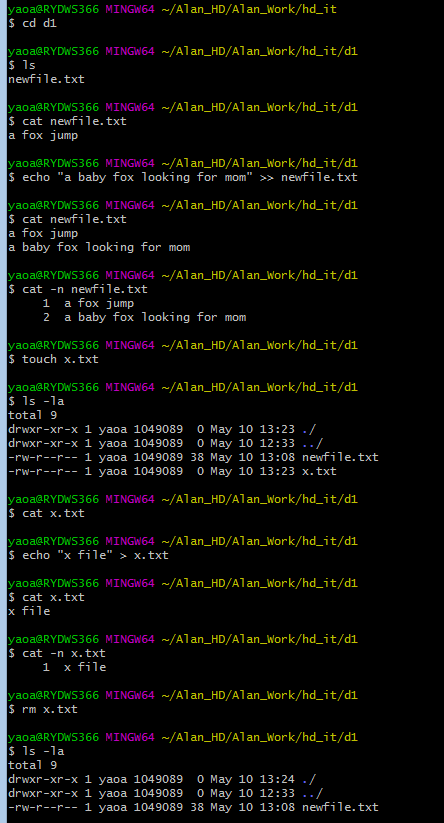 yaoa@RYDWS366 MINGW64 ~/Alan_HD/Alan_Work/hd_it
$ cd d1
yaoa@RYDWS366 MINGW64 ~/Alan_HD/Alan_Work/hd_it/d1
$ ls
newfile.txt
yaoa@RYDWS366 MINGW64 ~/Alan_HD/Alan_Work/hd_it/d1
$ cat newfile.txt
a fox jump
yaoa@RYDWS366 MINGW64 ~/Alan_HD/Alan_Work/hd_it/d1
$ echo "a baby fox looking for mom" >> newfile.txt
yaoa@RYDWS366 MINGW64 ~/Alan_HD/Alan_Work/hd_it/d1
$ cat newfile.txt
a fox jump
a baby fox looking for mom
yaoa@RYDWS366 MINGW64 ~/Alan_HD/Alan_Work/hd_it/d1
$ cat -n newfile.txt
     1  a fox jump
     2  a baby fox looking for mom
yaoa@RYDWS366 MINGW64 ~/Alan_HD/Alan_Work/hd_it/d1
$ touch x.txt
yaoa@RYDWS366 MINGW64 ~/Alan_HD/Alan_Work/hd_it/d1
$ ls -la
total 9
drwxr-xr-x 1 yaoa 1049089  0 May 10 13:23 ./
drwxr-xr-x 1 yaoa 1049089  0 May 10 12:33 ../
-rw-r--r-- 1 yaoa 1049089 38 May 10 13:08 newfile.txt
-rw-r--r-- 1 yaoa 1049089  0 May 10 13:23 x.txt
yaoa@RYDWS366 MINGW64 ~/Alan_HD/Alan_Work/hd_it/d1
$ cat x.txt
yaoa@RYDWS366 MINGW64 ~/Alan_HD/Alan_Work/hd_it/d1
$ echo "x file" > x.txt
yaoa@RYDWS366 MINGW64 ~/Alan_HD/Alan_Work/hd_it/d1
$ cat x.txt
x file
yaoa@RYDWS366 MINGW64 ~/Alan_HD/Alan_Work/hd_it/d1
$ cat -n x.txt
     1  x file
yaoa@RYDWS366 MINGW64 ~/Alan_HD/Alan_Work/hd_it/d1
$ rm x.txt
yaoa@RYDWS366 MINGW64 ~/Alan_HD/Alan_Work/hd_it/d1
$ ls -la
total 9
drwxr-xr-x 1 yaoa 1049089  0 May 10 13:24 ./
drwxr-xr-x 1 yaoa 1049089  0 May 10 12:33 ../
-rw-r--r-- 1 yaoa 1049089 38 May 10 13:08 newfile.txt